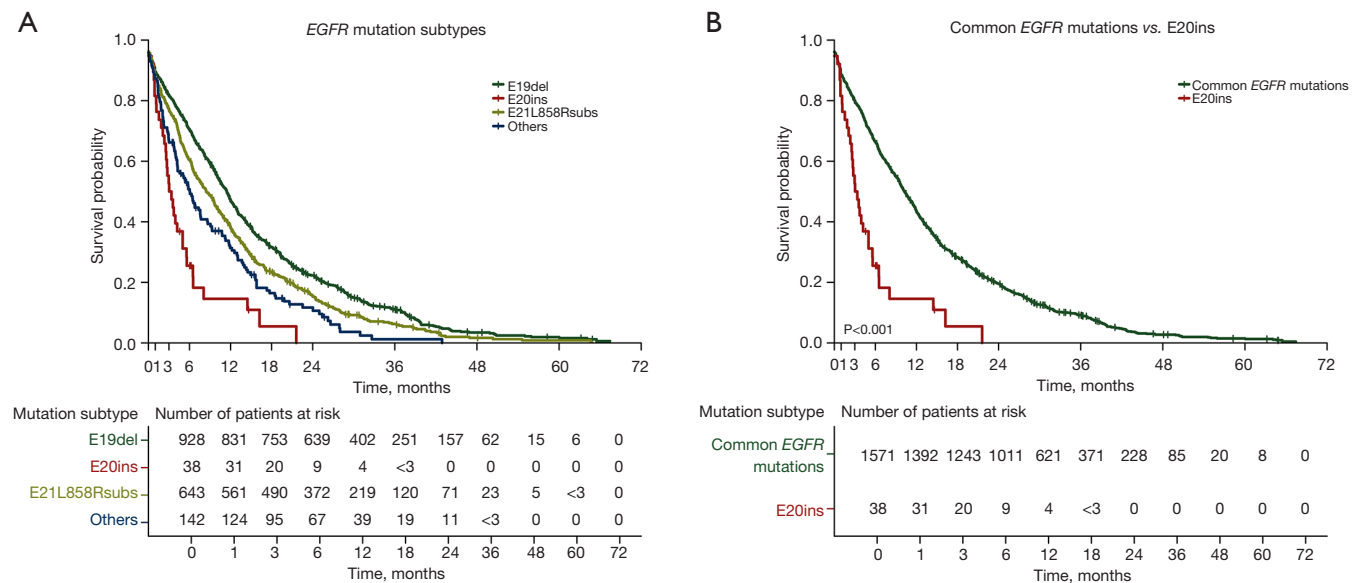 A
EGFR mutation subtypes
1.0
0.8
0.6
0.4
0.2
0.0
Survival probability
E19del
E20ins
E21L858Rsubs
Others
0 1 3 6 12 18 24 36 48 60 72
Time, months
Mutation subtype Number of patients at risk
E19del 928 831 753 639 402 251 157 62 15 6 0
E20ins 38 31 20 9 4 <3 0 0 0 0 0
E21L858Rsubs 643 561 490 372 219 120 71 23 5 <3 0
Others 142 124 95 67 39 19 11 <3 0 0 0
0 1 3 6 12 18 24 36 48 60 72
Time, months
B
Common EGFR mutations vs. E20ins
1.0
0.8
0.6
0.4
0.2
0.0
Survival probability
Common EGFR mutations
E20ins
P<0.001
0 1 3 6 12 18 24 36 48 60 72
Time, months
Mutation subtype Number of patients at risk
Common EGFR
mutations 1571 1392 1243 1011 621 371 228 85 20 8 0
E20ins 38 31 20 9 4 <3 0 0 0 0 0
0 1 3 6 12 18 24 36 48 60 72
Time, months